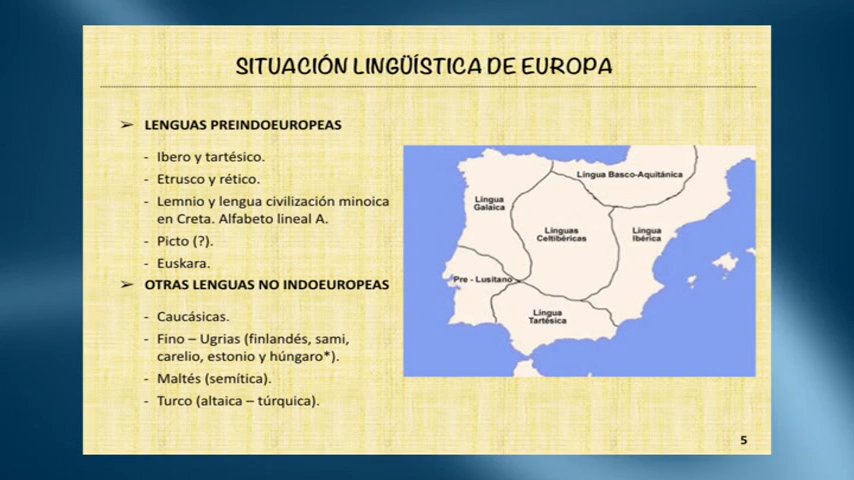 SITUACIÓN LINGÜÍSTICA DE EUROPA
➢ LENGUAS PREINDOEUROPEAS
- Ibero y tartésico.
- Etrusco y rético.
- Lemnio y lengua civilización minoica
en Creta. Alfabeto lineal A.
- Picto (?).
- Euskara.
➢ OTRAS LENGUAS NO INDOEUROPEAS
- Caucásicas.
- Fino – Ugrias (finlandés, sami,
carelio, estonio y húngaro*).
- Maltés (semítica).
- Turco (altaica – túrquica).
Lingua Basco-Aquitánica
Lingua
Galaica
Linguas
Celtibéricas
Lingua
Ibérica
Pre - Lusitano
Lingua
Tartésica
5